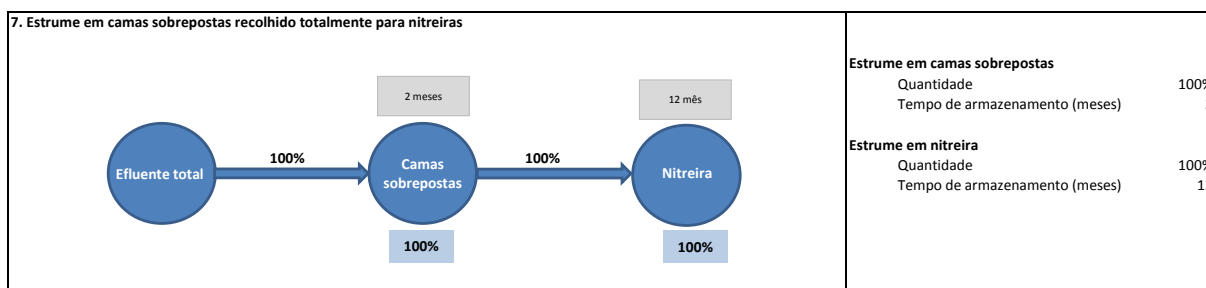 7. Estrume em camas sobrepostas recolhido totalmente para nitreiras
2 meses
12 mês
Efluente total
100%
Camas
sobrepostas
100%
Nitreira
100%
100%
Estrume em camas sobrepostas
Quantidade 100%
Tempo de armazenamento (meses)
Estrume em nitreira
Quantidade 100%
Tempo de armazenamento (meses)